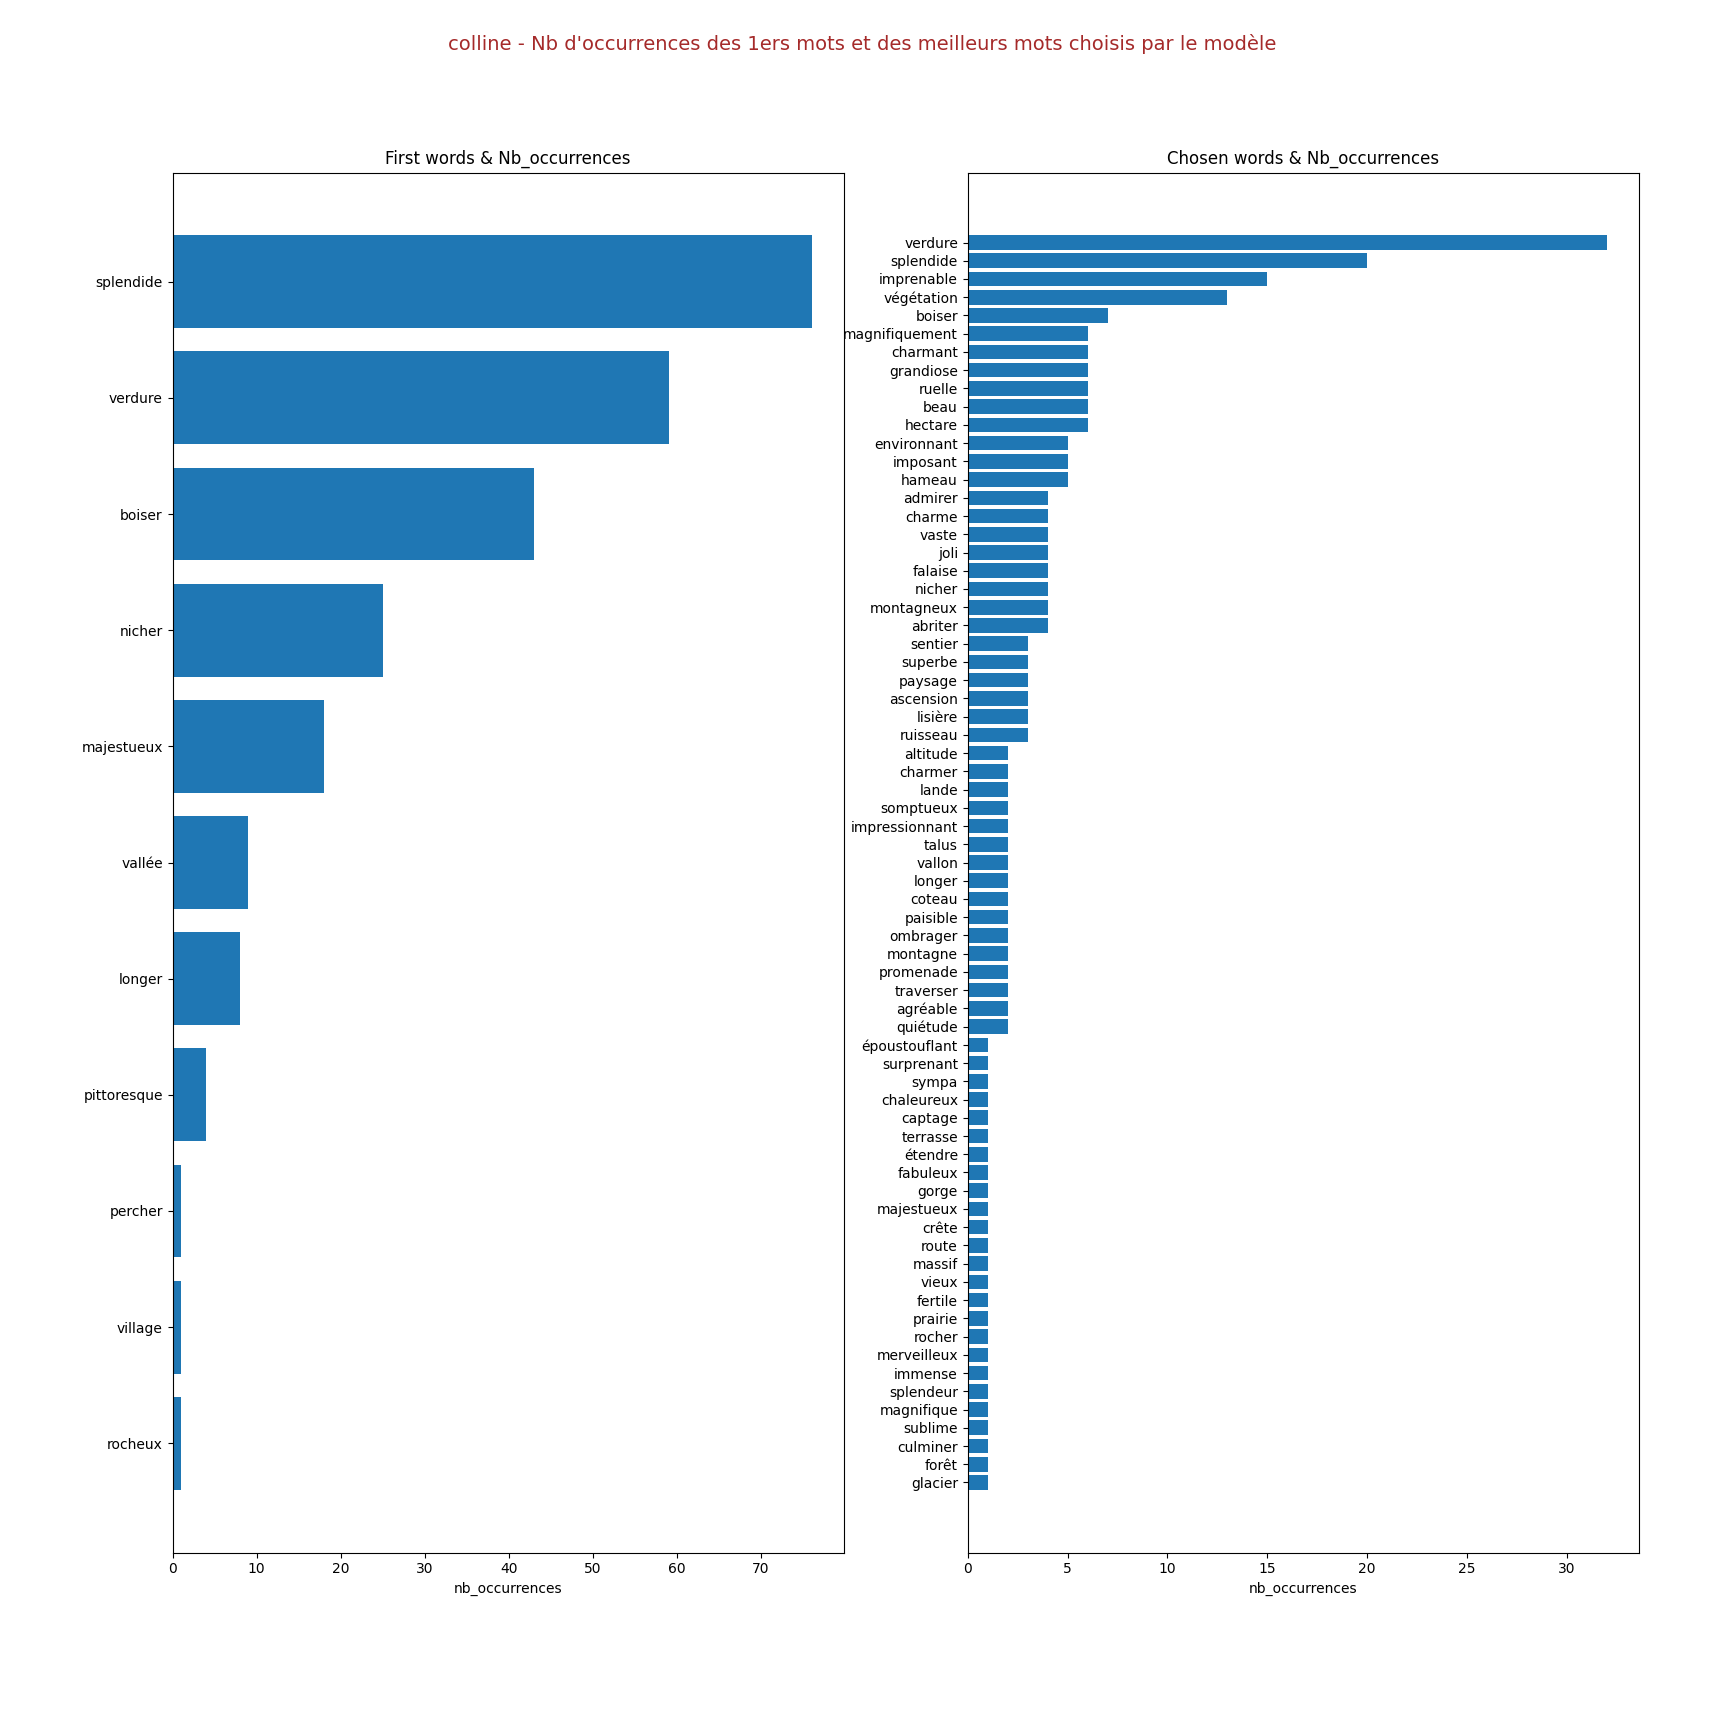 colline - Nb d'occurrences des 1ers mots et des meilleurs mots choisis par le modèle
First words & Nb_occurrences
splendide
verdure
boiser
nicher
majestueux
vallée
longer
pittoresque
percher
village
rocheux
0 10 20 30 40 50 60 70
nb_occurrences
Chosen words & Nb_occurrences
verdure
splendide
imprenable
végétation
boiser
magnifiquement
charmant
grandiose
ruelle
beau
hectare
environnant
imposant
hameau
admirer
charme
vaste
joli
falaise
nicher
montagneux
abriter
sentier
superbe
paysage
ascension
lisière
ruisseau
altitude
charmer
lande
somptueux
impressionnant
talus
vallon
longer
coteau
paisible
ombrager
montagne
promenade
traverser
agréable
quiétude
époustouflant
surprenant
sympa
chaleureux
captage
terrasse
étendre
fabuleux
gorge
majestueux
crête
route
massif
vieux
fertile
prairie
rocher
merveilleux
immense
splendeur
magnifique
sublime
culminer
forêt
glacier
0 5 10 15 20 25 30
nb_occurrences